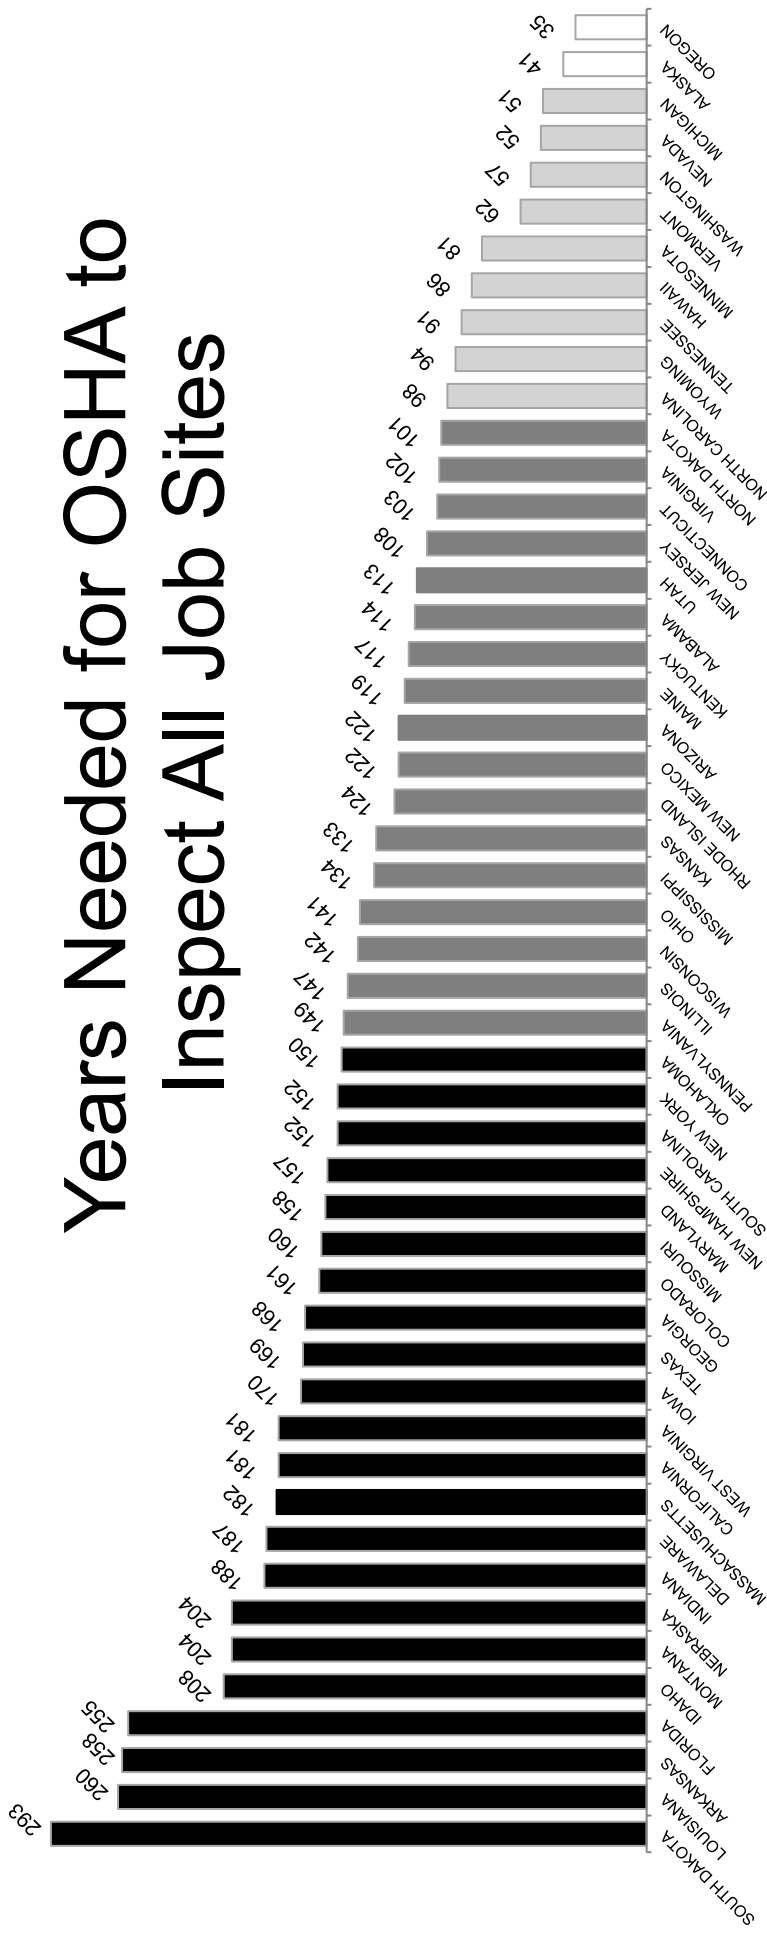 Years Needed for OSHA to
Inspect All Job Sites
293
260
258
255
208
204
204
188
187
182
181
181
170
169
168
161
160
158
157
152
152
150
149
147
142
141
134
133
124
122
122
119
117
114
113
108
103
102
101
98
94
91
86
81
62
57
52
51
41
35
SOUTH DAKOTA
LOUISIANA
ARKANSAS
FLORIDA
IDAHO
MONTANA
NEBRASKA
INDIANA
DELAWARE
MASSACHUSETTS
CALIFORNIA
WEST VIRGINIA
IOWA
TEXAS
GEORGIA
COLORADO
MISSOURI
MARYLAND
NEW HAMPSHIRE
SOUTH CAROLINA
NEW YORK
OKLAHOMA
PENNSYLVANIA
ILLINOIS
WISCONSIN
OHIO
MISSISSIPPI
KANSAS
RHODE ISLAND
NEW MEXICO
ARIZONA
MAINE
KENTUCKY
ALABAMA
UTAH
NEW JERSEY
CONNECTICUT
VIRGINIA
NORTH DAKOTA
NORTH CAROLINA
WYOMING
TENNESSEE
HAWAII
MINNESOTA
VERMONT
WASHINGTON
NEVADA
MICHIGAN
ALASKA
OREGON